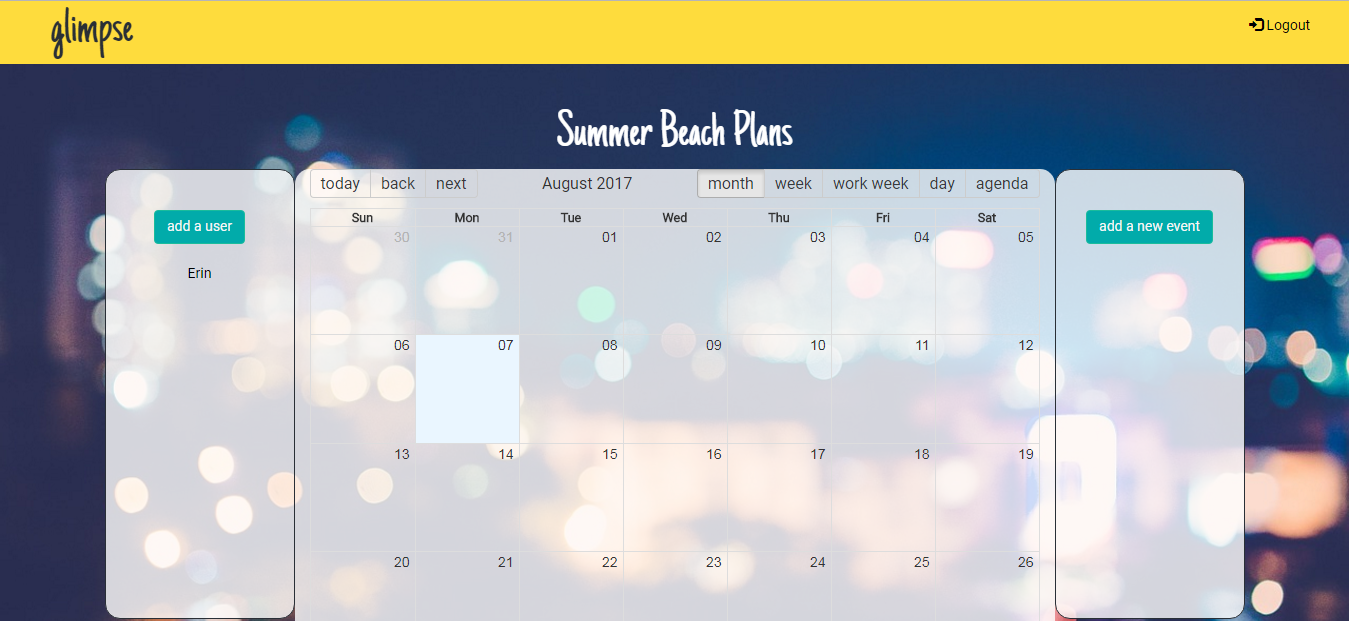 glimpse
Logout
Summer Beach Plans
today back next August 2017 month week work week day agenda
add a user
add a new event
Erin
Sun Mon Tue Wed Thu Fri Sat
30 31 01 02 03 04 05
06 07 08 09 10 11 12
13 14 15 16 17 18 19
20 21 22 23 24 25 26